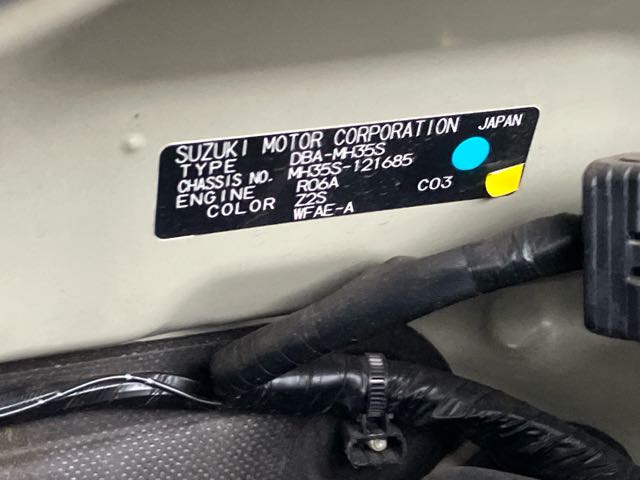 SUZUKI MOTOR CORPORATION JAPAN
TYPE DBA-MH35S
CHASSIS NO. MH35S-121685
ENGINE R06A C03
COLOR Z2S
WFAE-A